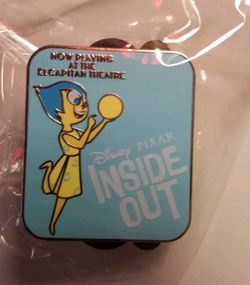 NOW PLAYING
AT THE
EL CAPITAN THEATRE
Disney PIXAR
INSIDE
OUT